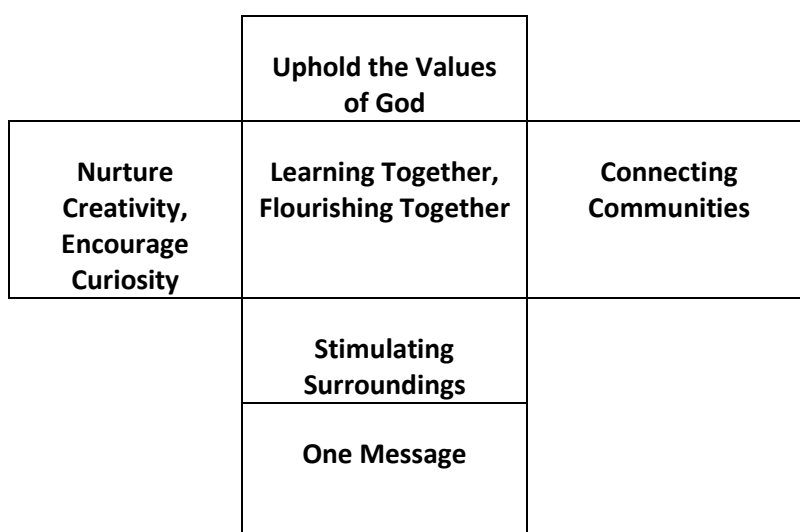 Uphold the Values
of God
Nurture
Creativity,
Encourage
Curiosity
Learning Together,
Flourishing Together
Connecting
Communities
Stimulating
Surroundings
One Message